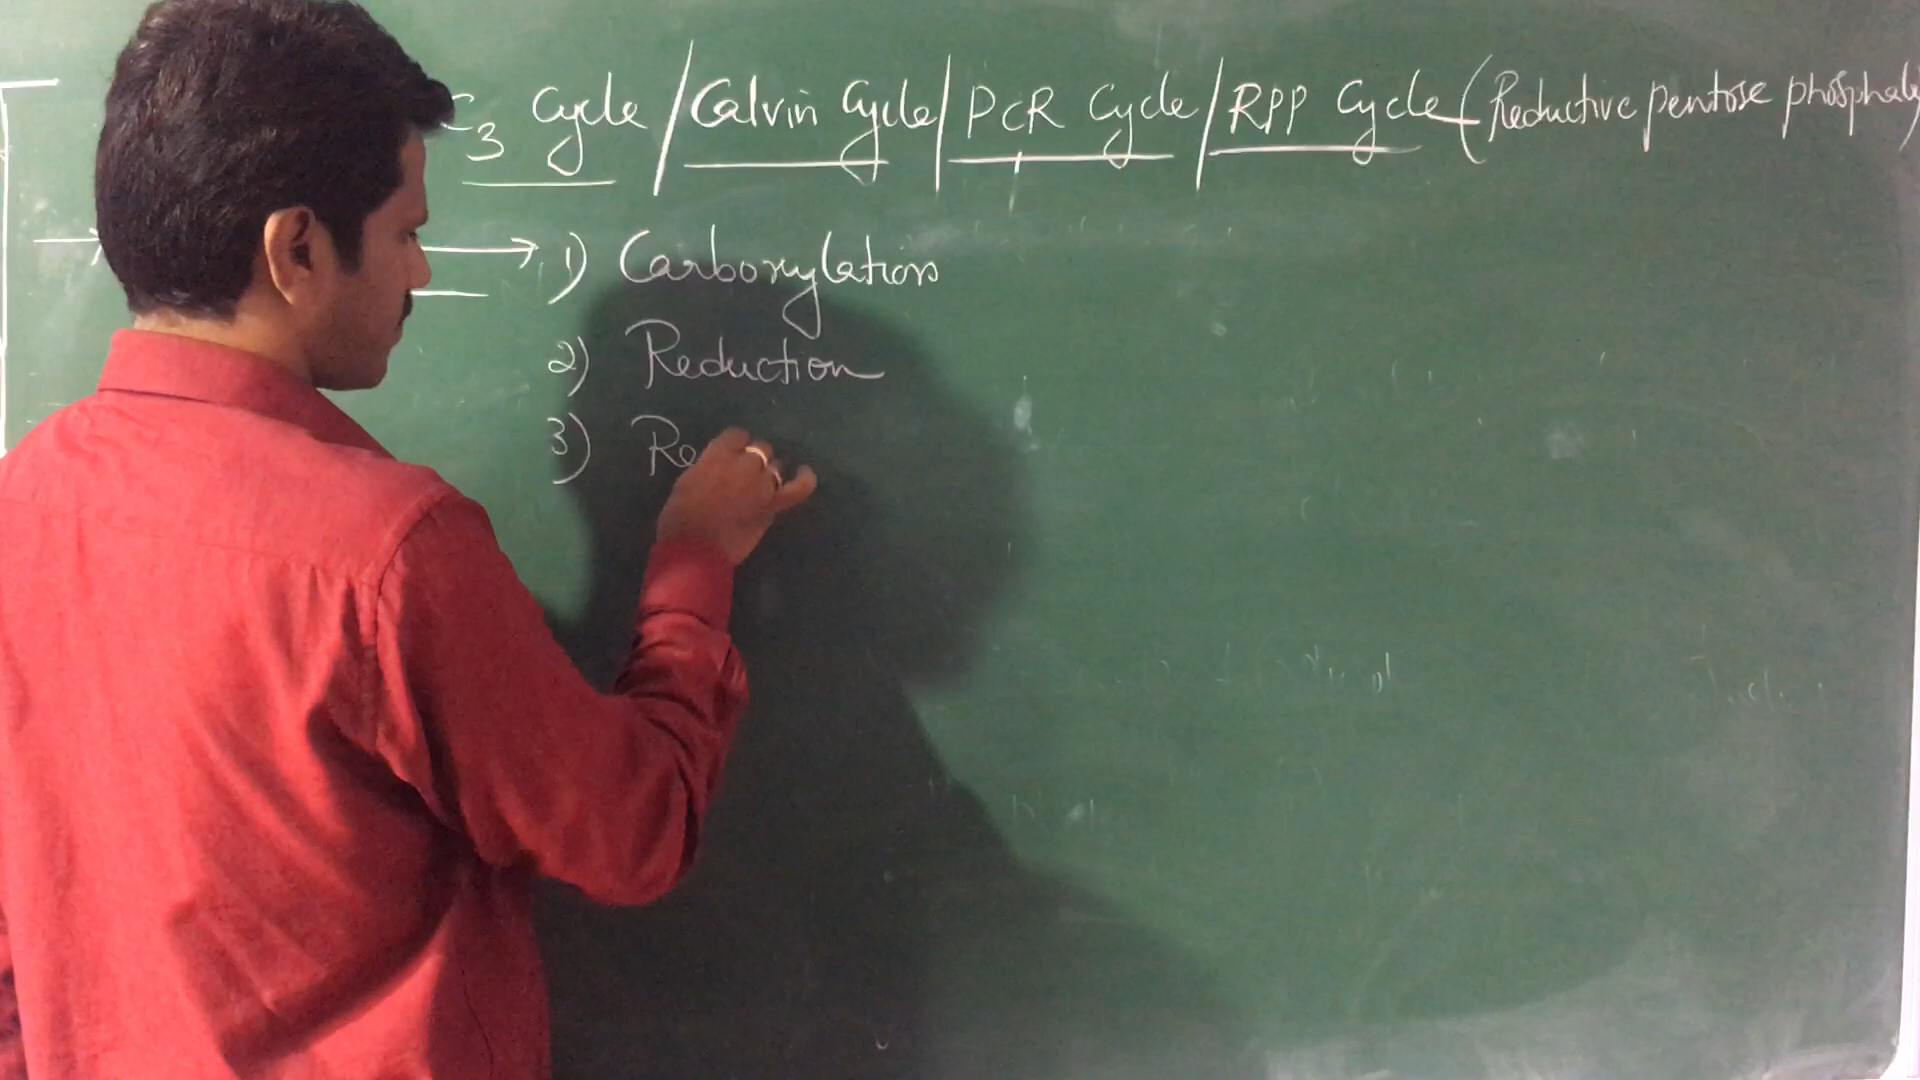 C3 Cycle / Calvin Cycle / PCR Cycle / RPP Cycle (Reductive pentose phosphate)
1) Carboxylation
2) Reduction
3) Re